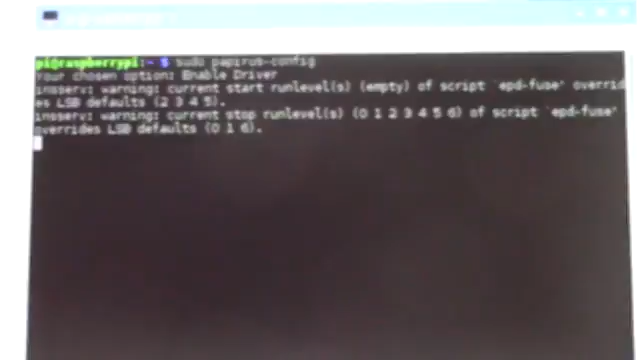 pi@raspberrypi:~ $ sudo papirus-config
Your chosen option: Enable Driver
insserv: warning: current start runlevel(s) (empty) of script `epd-fuse' overrid
es LSB defaults (2 3 4 5).
insserv: warning: current stop runlevel(s) (0 1 2 3 4 5 6) of script `epd-fuse'
overrides LSB defaults (0 1 6).